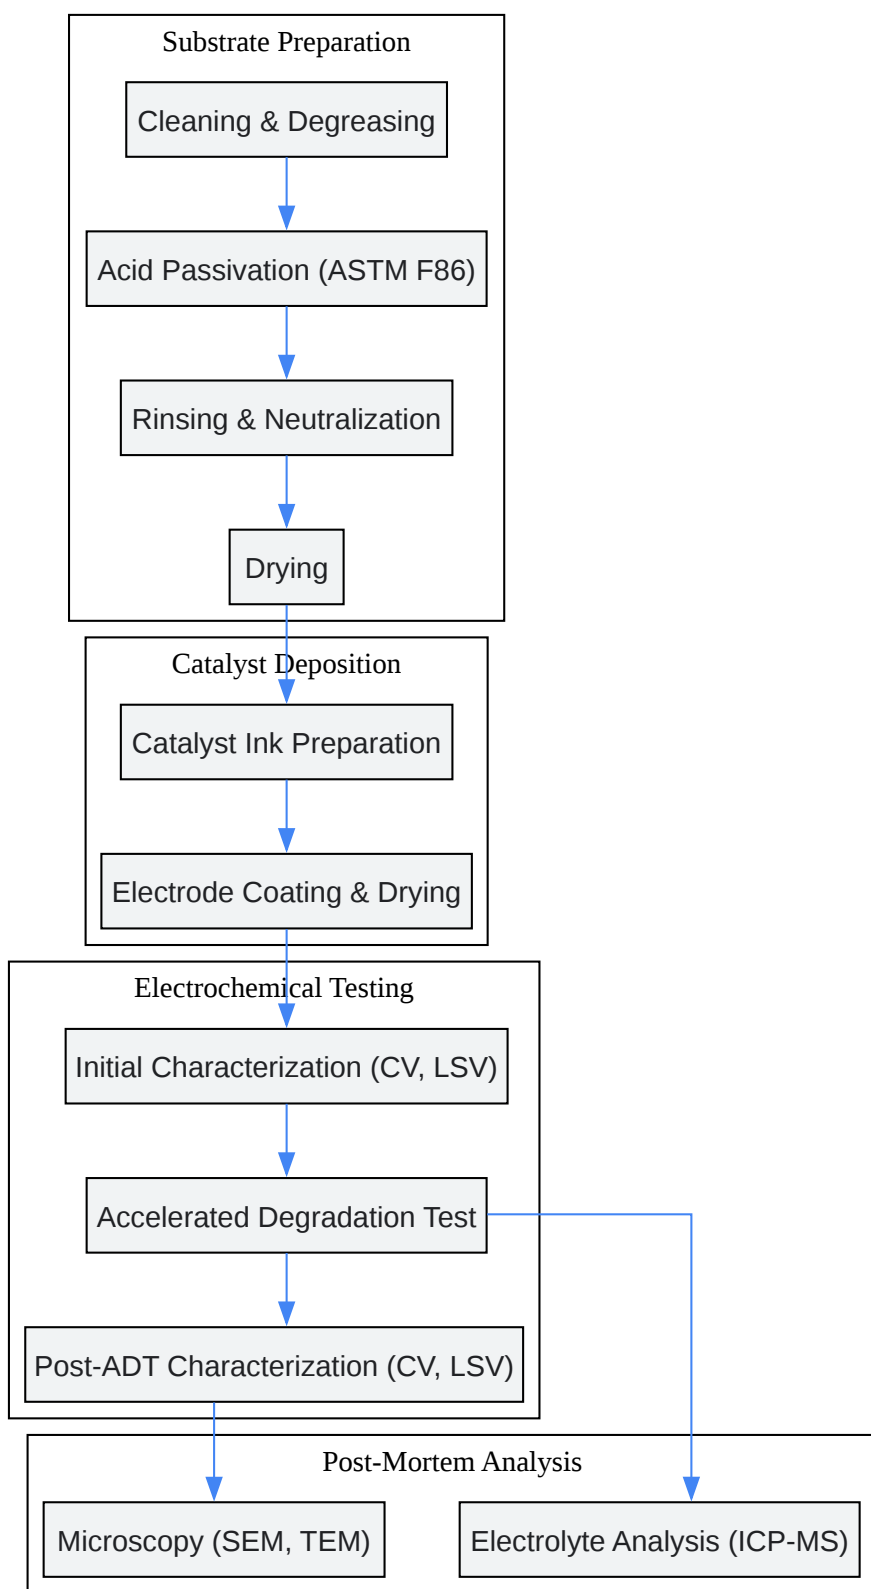 Substrate Preparation
Cleaning & Degreasing
Acid Passivation (ASTM F86)
Rinsing & Neutralization
Drying
Catalyst Deposition
Catalyst Ink Preparation
Electrode Coating & Drying
Electrochemical Testing
Initial Characterization (CV, LSV)
Accelerated Degradation Test
Post-ADT Characterization (CV, LSV)
Post-Mortem Analysis
Microscopy (SEM, TEM)
Electrolyte Analysis (ICP-MS)